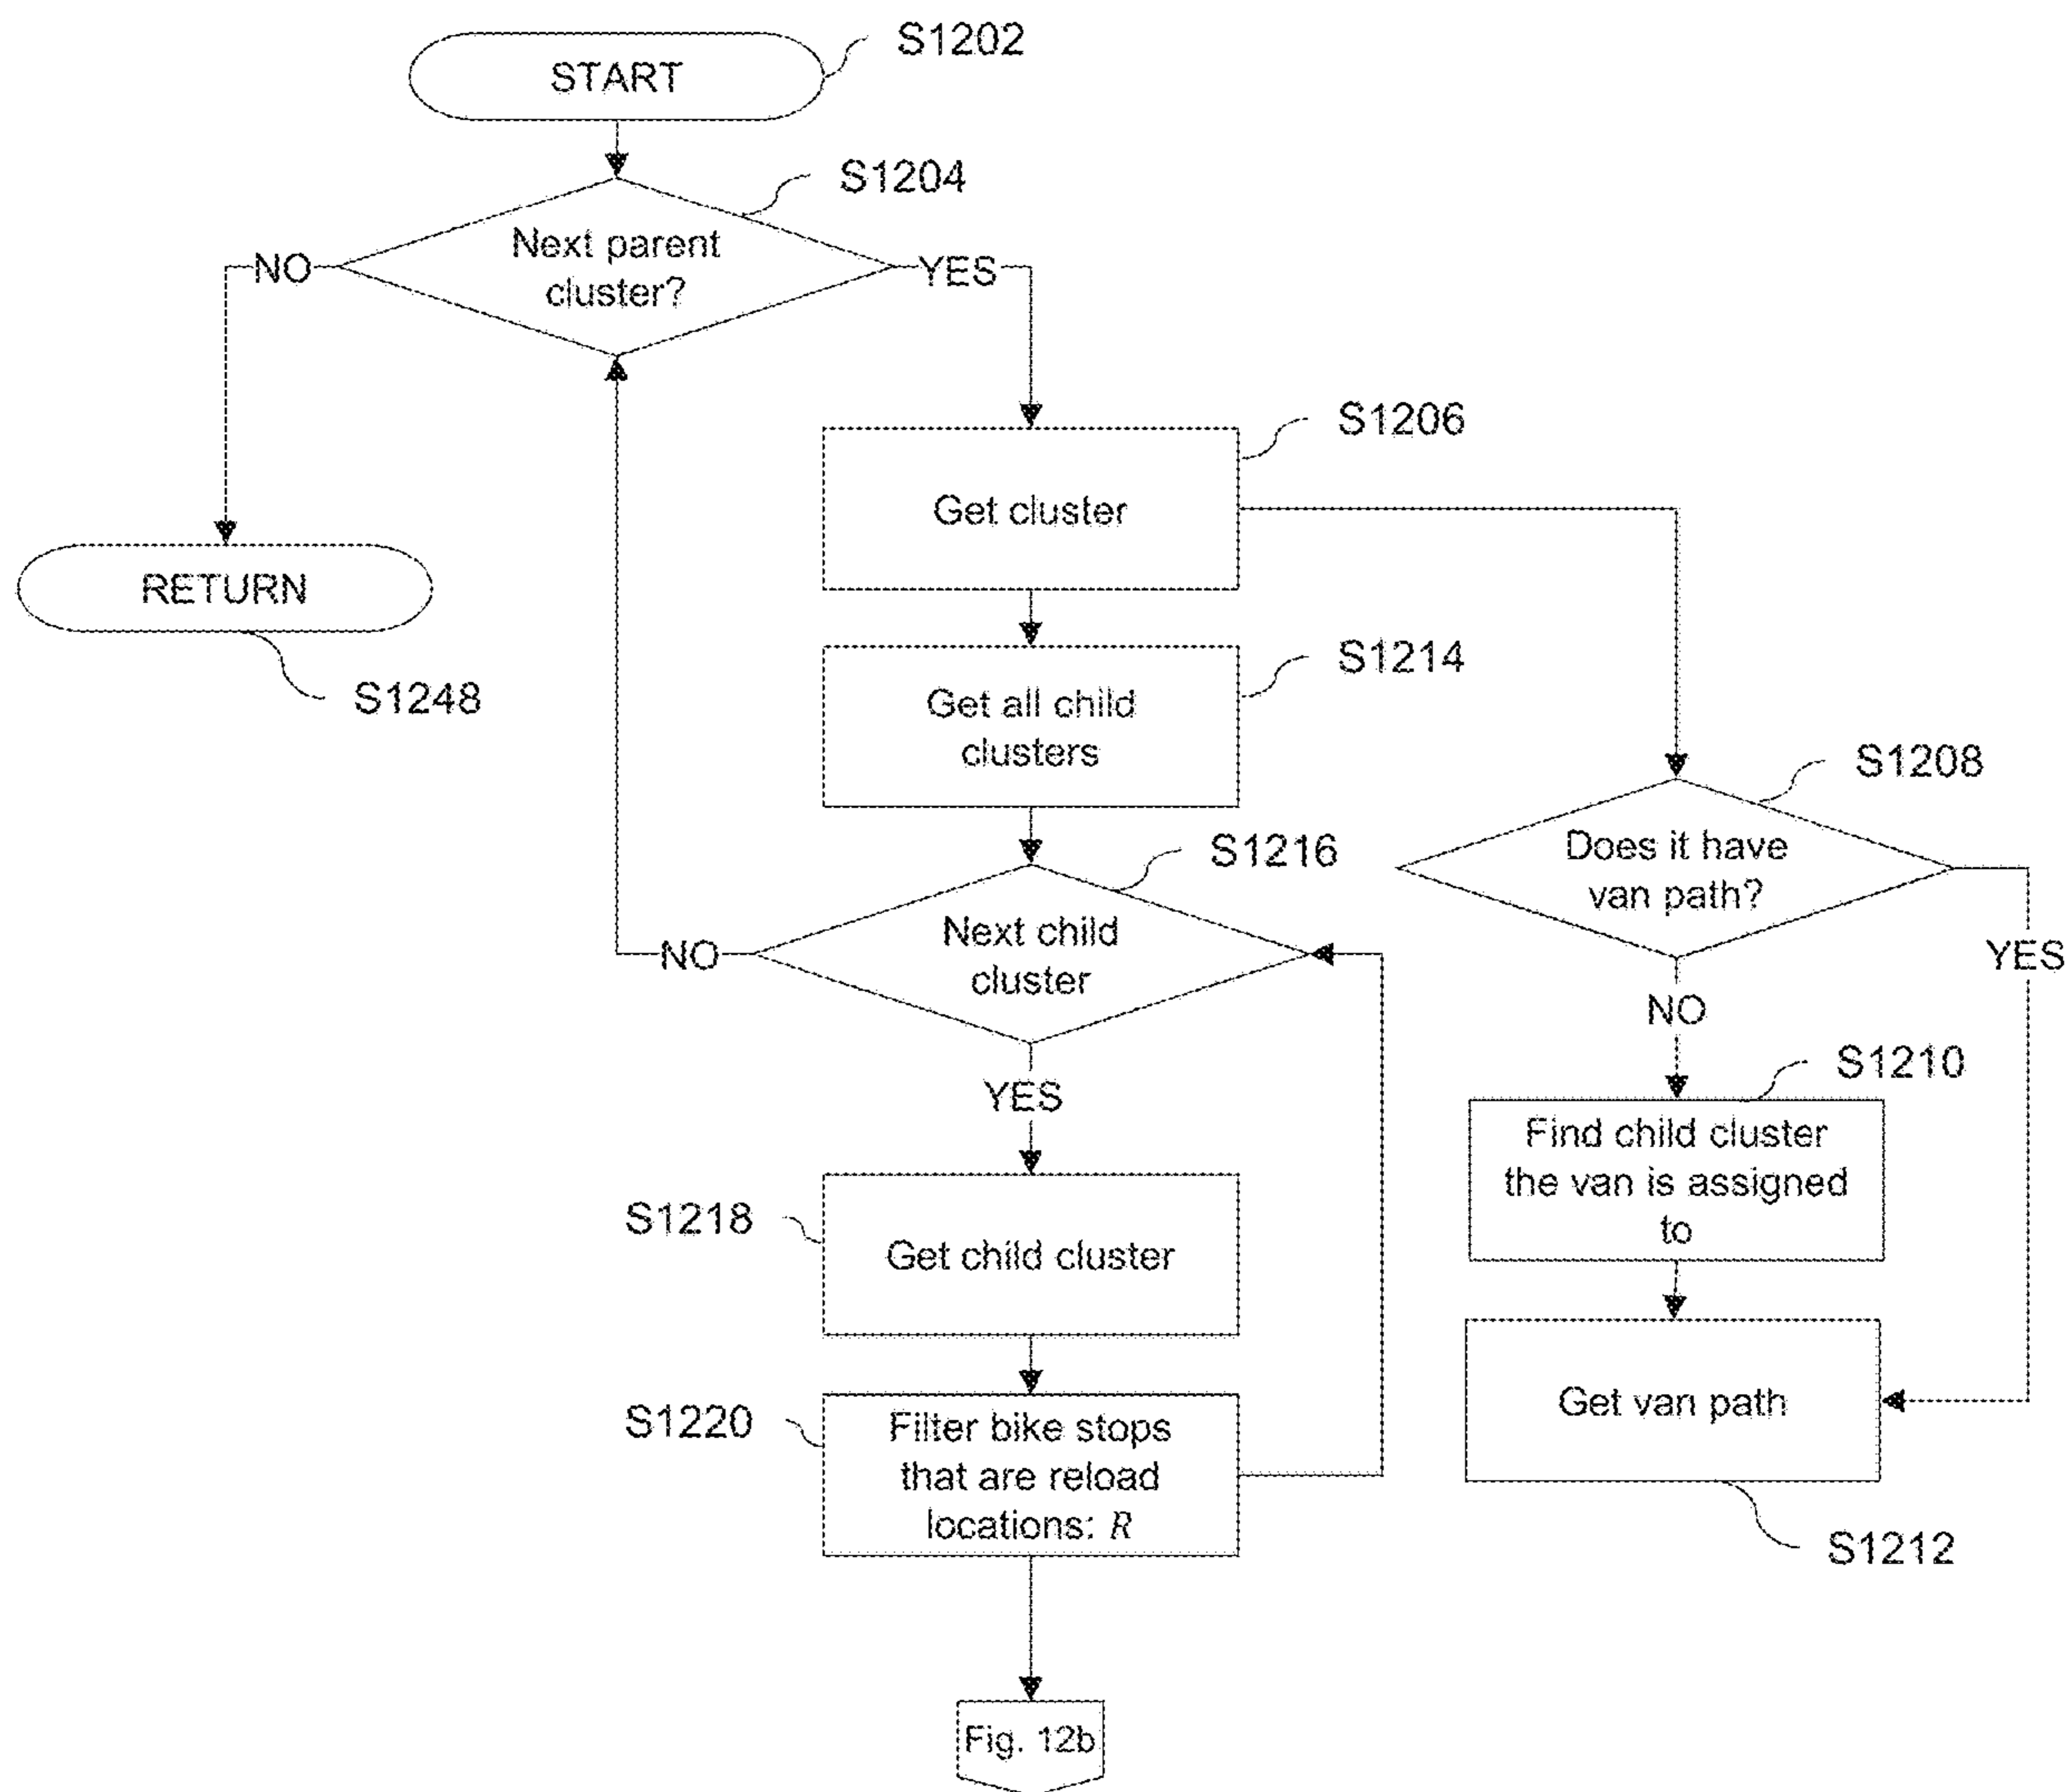 START
S1202
S1204
Next parent
cluster?
NO
YES
S1206
Get cluster
RETURN
S1248
S1214
Get all child
clusters
S1208
Does it have
van path?
S1216
Next child
cluster
NO
YES
YES
NO
S1210
Find child cluster
the van is assigned
to
S1218
Get child cluster
S1220
Filter bike stops
that are reload
locations: R
Get van path
S1212
Fig. 12b